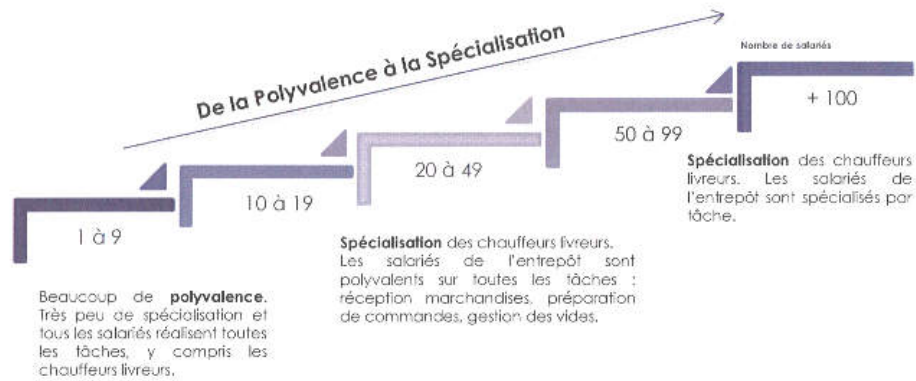 De la Polyvalence à la Spécialisation
Nombre de salariés
+ 100
50 à 99
20 à 49
10 à 19
1 à 9
Spécialisation des chauffeurs
livreurs. Les salariés de
l'entrepôt sont spécialisés par
tâche.
Spécialisation des chauffeurs livreurs.
Les salariés de l'entrepôt sont
polyvalents sur toutes les tâches :
réception marchandises, préparation
de commandes, gestion des vides.
Beaucoup de polyvalence.
Très peu de spécialisation et
tous les salariés réalisent toutes
les tâches, y compris les
chauffeurs livreurs.